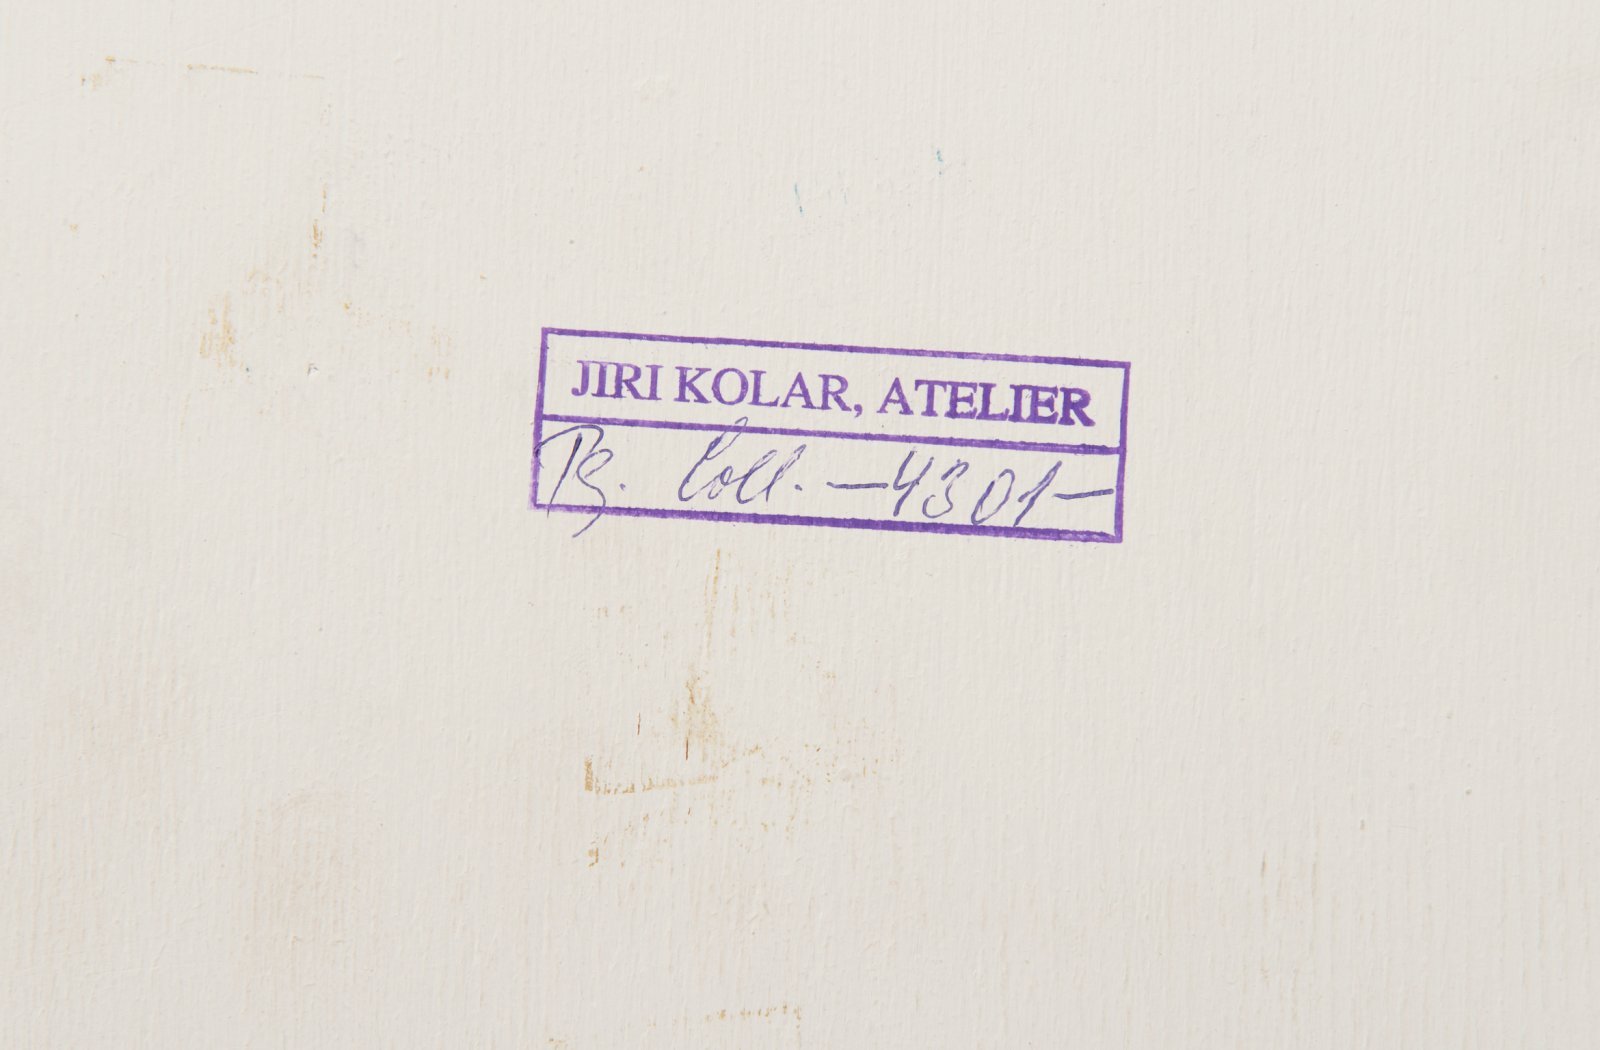 JIRI KOLAR, ATELIER
B. Coll. — 4301 —